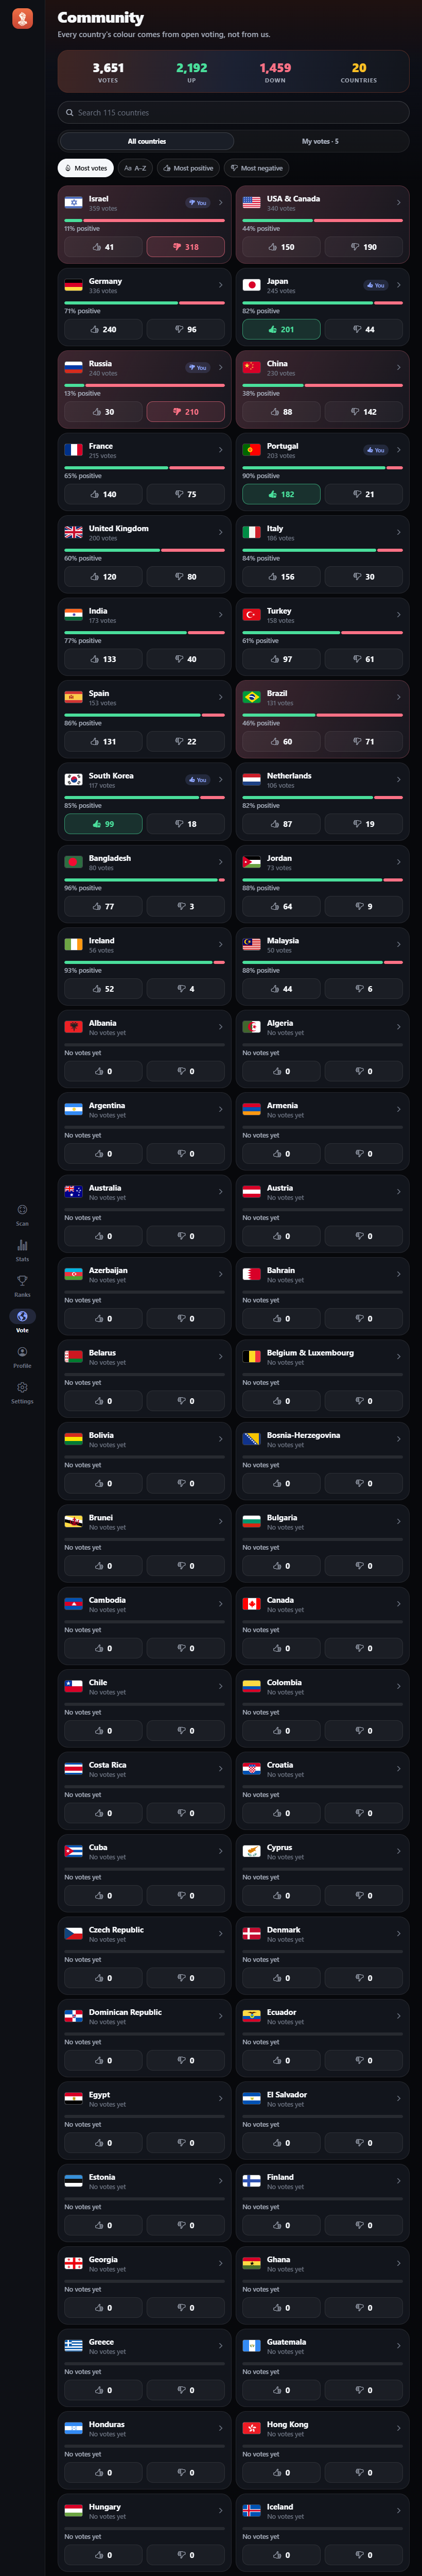 Community
Every country's colour comes from open voting, not from us.
3,651 2,192 1,459 20
VOTES UP DOWN COUNTRIES
Search 115 countries
All countries My votes · 5
Most votes Aa A–Z Most positive Most negative
Israel
359 votes
You
11% positive
41 318
USA & Canada
340 votes
44% positive
150 190
Germany
336 votes
71% positive
240 96
Japan
245 votes
You
82% positive
201 44
Russia
240 votes
You
13% positive
30 210
China
230 votes
38% positive
88 142
France
215 votes
65% positive
140 75
Portugal
203 votes
You
90% positive
182 21
United Kingdom
200 votes
60% positive
120 80
Italy
186 votes
84% positive
156 30
India
173 votes
77% positive
133 40
Turkey
158 votes
61% positive
97 61
Spain
153 votes
86% positive
131 22
Brazil
131 votes
46% positive
60 71
South Korea
117 votes
You
85% positive
99 18
Netherlands
106 votes
82% positive
87 19
Bangladesh
80 votes
96% positive
77 3
Jordan
73 votes
88% positive
64 9
Ireland
56 votes
93% positive
52 4
Malaysia
50 votes
88% positive
44 6
Albania
No votes yet
No votes yet
0 0
Algeria
No votes yet
No votes yet
0 0
Argentina
No votes yet
No votes yet
0 0
Armenia
No votes yet
No votes yet
0 0
Australia
No votes yet
No votes yet
0 0
Austria
No votes yet
No votes yet
0 0
Azerbaijan
No votes yet
No votes yet
0 0
Bahrain
No votes yet
No votes yet
0 0
Belarus
No votes yet
No votes yet
0 0
Belgium & Luxembourg
No votes yet
No votes yet
0 0
Bolivia
No votes yet
No votes yet
0 0
Bosnia-Herzegovina
No votes yet
No votes yet
0 0
Brunei
No votes yet
No votes yet
0 0
Bulgaria
No votes yet
No votes yet
0 0
Cambodia
No votes yet
No votes yet
0 0
Canada
No votes yet
No votes yet
0 0
Chile
No votes yet
No votes yet
0 0
Colombia
No votes yet
No votes yet
0 0
Costa Rica
No votes yet
No votes yet
0 0
Croatia
No votes yet
No votes yet
0 0
Cuba
No votes yet
No votes yet
0 0
Cyprus
No votes yet
No votes yet
0 0
Czech Republic
No votes yet
No votes yet
0 0
Denmark
No votes yet
No votes yet
0 0
Dominican Republic
No votes yet
No votes yet
0 0
Ecuador
No votes yet
No votes yet
0 0
Egypt
No votes yet
No votes yet
0 0
El Salvador
No votes yet
No votes yet
0 0
Estonia
No votes yet
No votes yet
0 0
Finland
No votes yet
No votes yet
0 0
Georgia
No votes yet
No votes yet
0 0
Ghana
No votes yet
No votes yet
0 0
Greece
No votes yet
No votes yet
0 0
Guatemala
No votes yet
No votes yet
0 0
Honduras
No votes yet
No votes yet
0 0
Hong Kong
No votes yet
No votes yet
0 0
Hungary
No votes yet
No votes yet
0 0
Iceland
No votes yet
No votes yet
0 0
Scan
Stats
Ranks
Vote
Profile
Settings